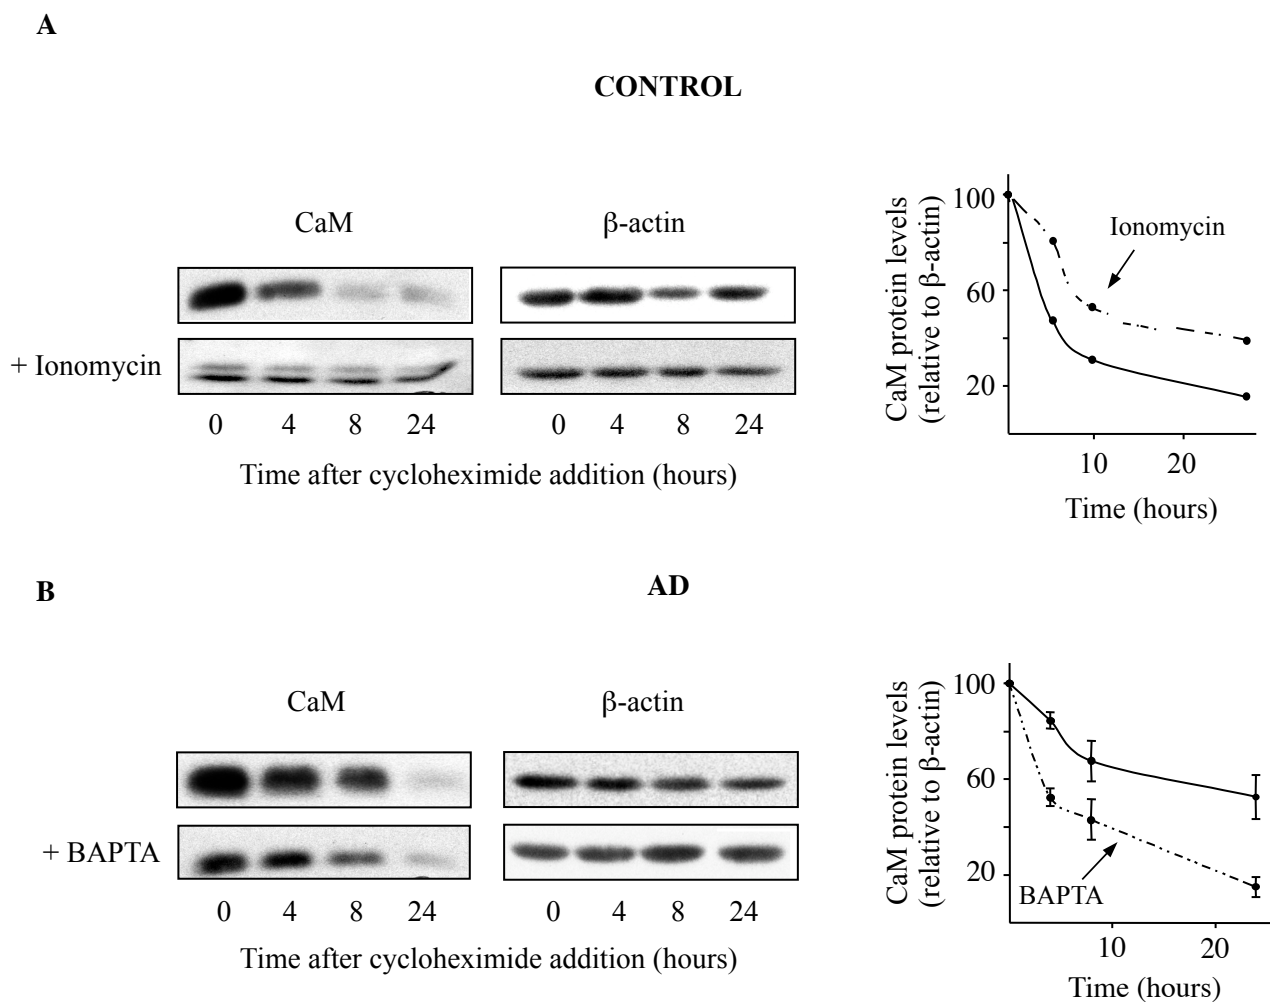 A
CONTROL
CaM
β-actin
+ Ionomycin
0 4 8 24
0 4 8 24
Time after cycloheximide addition (hours)
CaM protein levels
(relative to β-actin)
100
60
20
Ionomycin
10 20
Time (hours)
B
AD
CaM
β-actin
+ BAPTA
0 4 8 24
0 4 8 24
Time after cycloheximide addition (hours)
CaM protein levels
(relative to β-actin)
100
60
20
BAPTA
10 20
Time (hours)